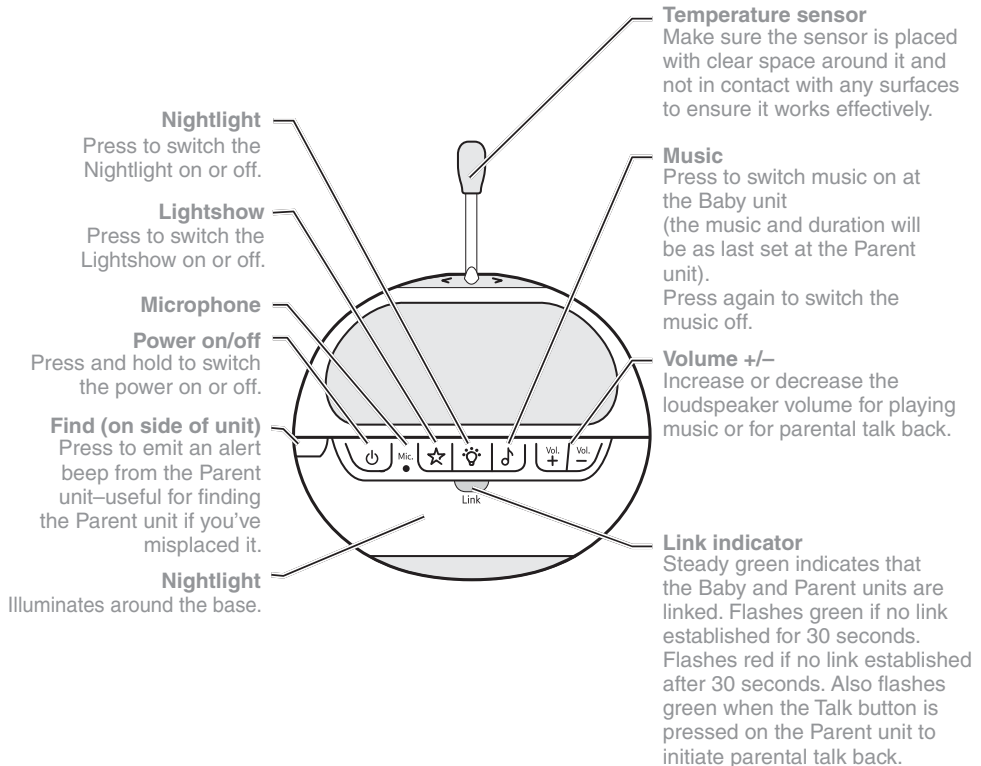 Temperature sensor
Make sure the sensor is placed
with clear space around it and
not in contact with any surfaces
to ensure it works effectively.
Nightlight
Press to switch the
Nightlight on or off.
Music
Press to switch music on at
the Baby unit
(the music and duration will
be as last set at the Parent
unit).
Press again to switch the
music off.
Lightshow
Press to switch the
Lightshow on or off.
Microphone
Power on/off
Press and hold to switch
the power on or off.
Volume +/–
Increase or decrease the
loudspeaker volume for playing
music or for parental talk back.
Find (on side of unit)
Press to emit an alert
beep from the Parent
unit–useful for finding
the Parent unit if you've
misplaced it.
Mic.
Vol.
+
Vol.
–
Link
Nightlight
Illuminates around the base.
Link indicator
Steady green indicates that
the Baby and Parent units are
linked. Flashes green if no link
established for 30 seconds.
Flashes red if no link established
after 30 seconds. Also flashes
green when the Talk button is
pressed on the Parent unit to
initiate parental talk back.